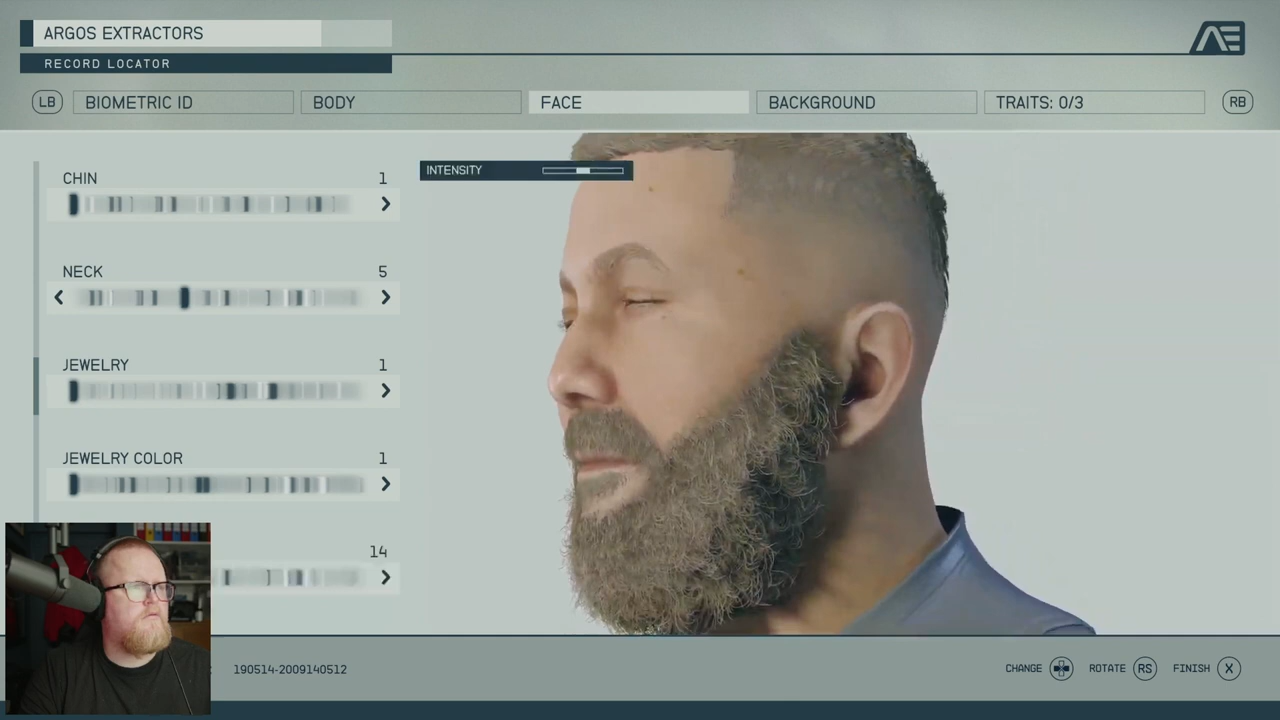 ARGOS EXTRACTORS
RECORD LOCATOR
LB BIOMETRIC ID BODY FACE BACKGROUND TRAITS: 0/3 RB
INTENSITY
CHIN 1
NECK 5
JEWELRY 1
JEWELRY COLOR 1
14
190514-2009140512
CHANGE ROTATE RS FINISH X